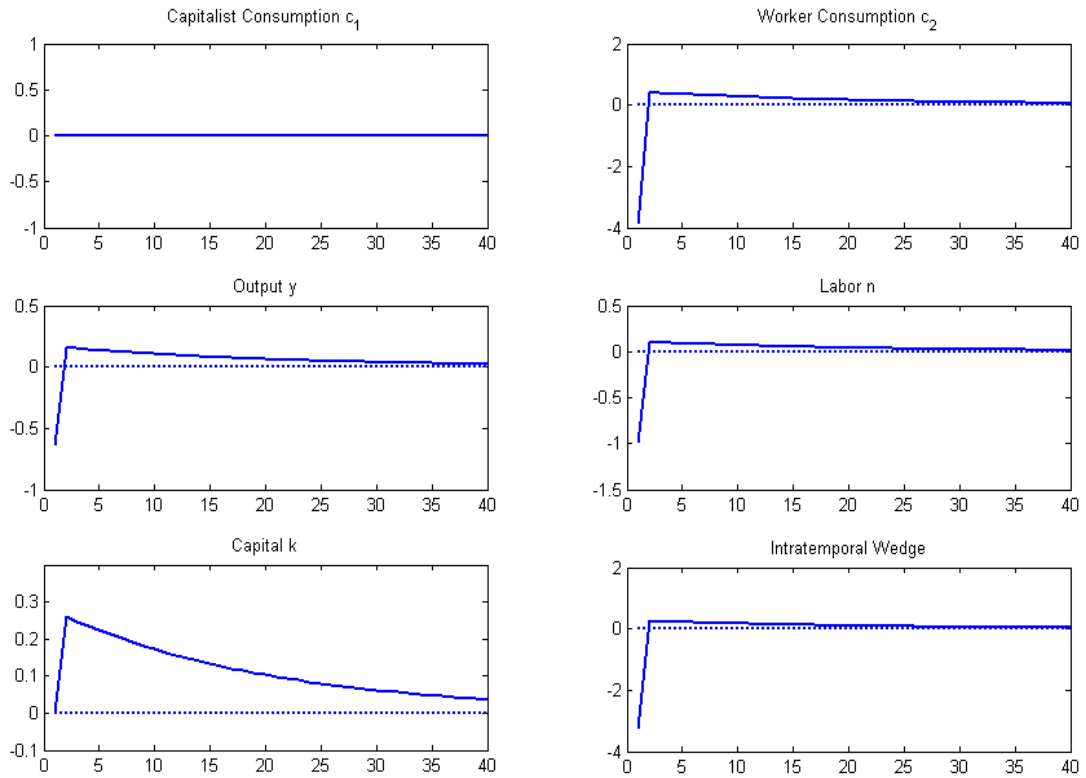 Capitalist Consumption c1
1
0.5
0
-0.5
-1
0 5 10 15 20 25 30 35 40
Worker Consumption c2
2
0
-2
-4
0 5 10 15 20 25 30 35 40
Output y
0.5
0
-0.5
-1
0 5 10 15 20 25 30 35 40
Labor n
0.5
0
-0.5
-1
-1.5
0 5 10 15 20 25 30 35 40
Capital k
0.3
0.2
0.1
0
-0.1
0 5 10 15 20 25 30 35 40
Intratemporal Wedge
2
0
-2
-4
0 5 10 15 20 25 30 35 40